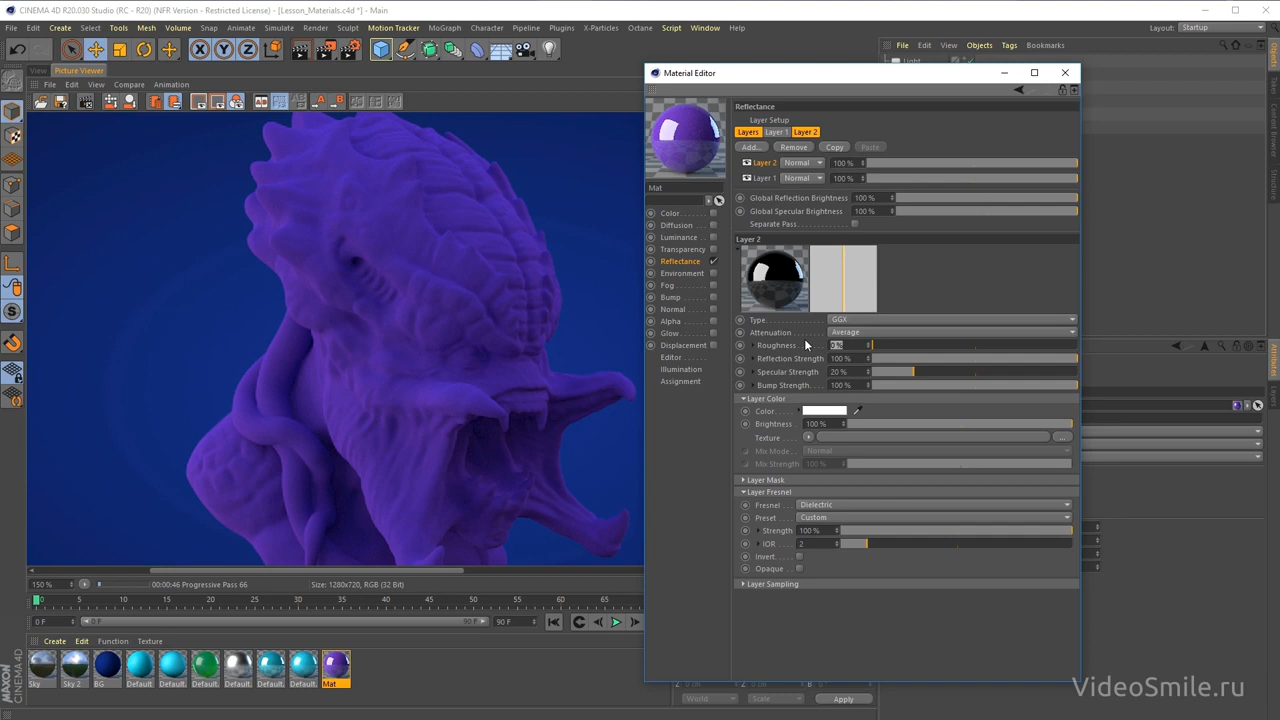 CINEMA 4D R20.030 Studio (RC - R20) (NFR Version - Restricted License) - [Lesson_Materials.c4d *] - Main
File Edit Create Select Tools Mesh Volume Snap Animate Simulate Render Sculpt Motion Tracker MoGraph Character Pipeline Plugins X-Particles Octane Script Window Help
Layout: Startup
File Edit View Objects Tags Bookmarks
Light
View Picture Viewer
File Edit View Compare Animation
Material Editor
Reflectance
Layer Setup
Layers Layer 1 Layer 2
Add... Remove Copy Paste
Layer 2 Normal 100 %
Layer 1 Normal 100 %
Mat
Global Reflection Brightness 100 %
Global Specular Brightness 100 %
Separate Pass
Color
Diffusion
Luminance
Transparency
Reflectance
Environment
Fog
Bump
Normal
Alpha
Glow
Displacement
Editor
Illumination
Assignment
Layer 2
Type GGX
Attenuation Average
Roughness 0 %
Reflection Strength 100 %
Specular Strength 20 %
Bump Strength 100 %
Layer Color
Color
Brightness 100 %
Texture ...
Mix Mode Normal
Mix Strength 100 %
Layer Mask
Layer Fresnel
Fresnel Dielectric
Preset Custom
Strength 100 %
IOR 2
Invert
Opaque
Layer Sampling
Objects
Content Browser
Structure
Attributes
Layers
150 % 00:00:46 Progressive Pass 66 Size: 1280x720, RGB (32 Bit)
0 5 10 15 20 25 30 35 40 45 50 55 60 65
0 F 0 F 90 F 90 F
Create Edit Function Texture
Sky Sky 2 BG Default Default Default. Default. Default. Default. Mat
World Scale Apply
MAXON
CINEMA 4D
VideoSmile.ru